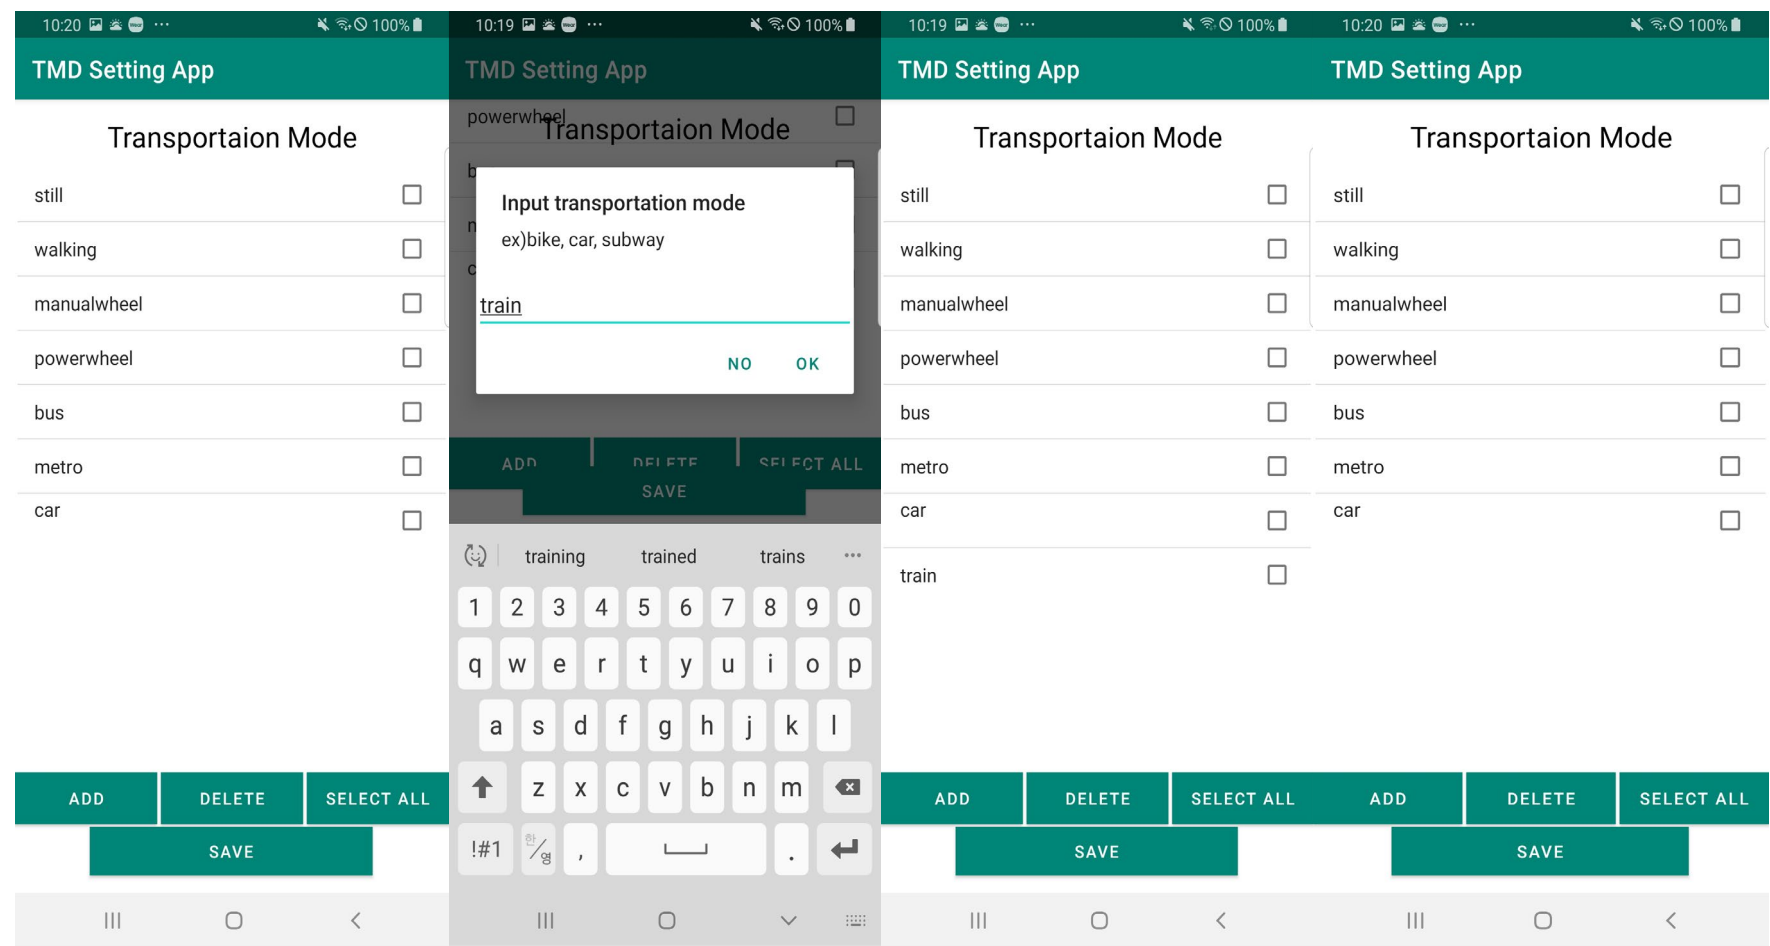 10:20 ··· 100%
TMD Setting App
Transportaion Mode
still
walking
manualwheel
powerwheel
bus
metro
car
ADD DELETE SELECT ALL
SAVE
10:19 ··· 100%
TMD Setting App
powerwheel
Transportaion Mode
b
Input transportation mode
ex)bike, car, subway
train
NO OK
ADD DELETE SELECT ALL
SAVE
training trained trains ···
1 2 3 4 5 6 7 8 9 0
q w e r t y u i o p
a s d f g h j k l
z x c v b n m
!#1 한/영 , .
10:19 ··· 100%
TMD Setting App
Transportaion Mode
still
walking
manualwheel
powerwheel
bus
metro
car
train
ADD DELETE SELECT ALL
SAVE
10:20 ··· 100%
TMD Setting App
Transportaion Mode
still
walking
manualwheel
powerwheel
bus
metro
car
ADD DELETE SELECT ALL
SAVE